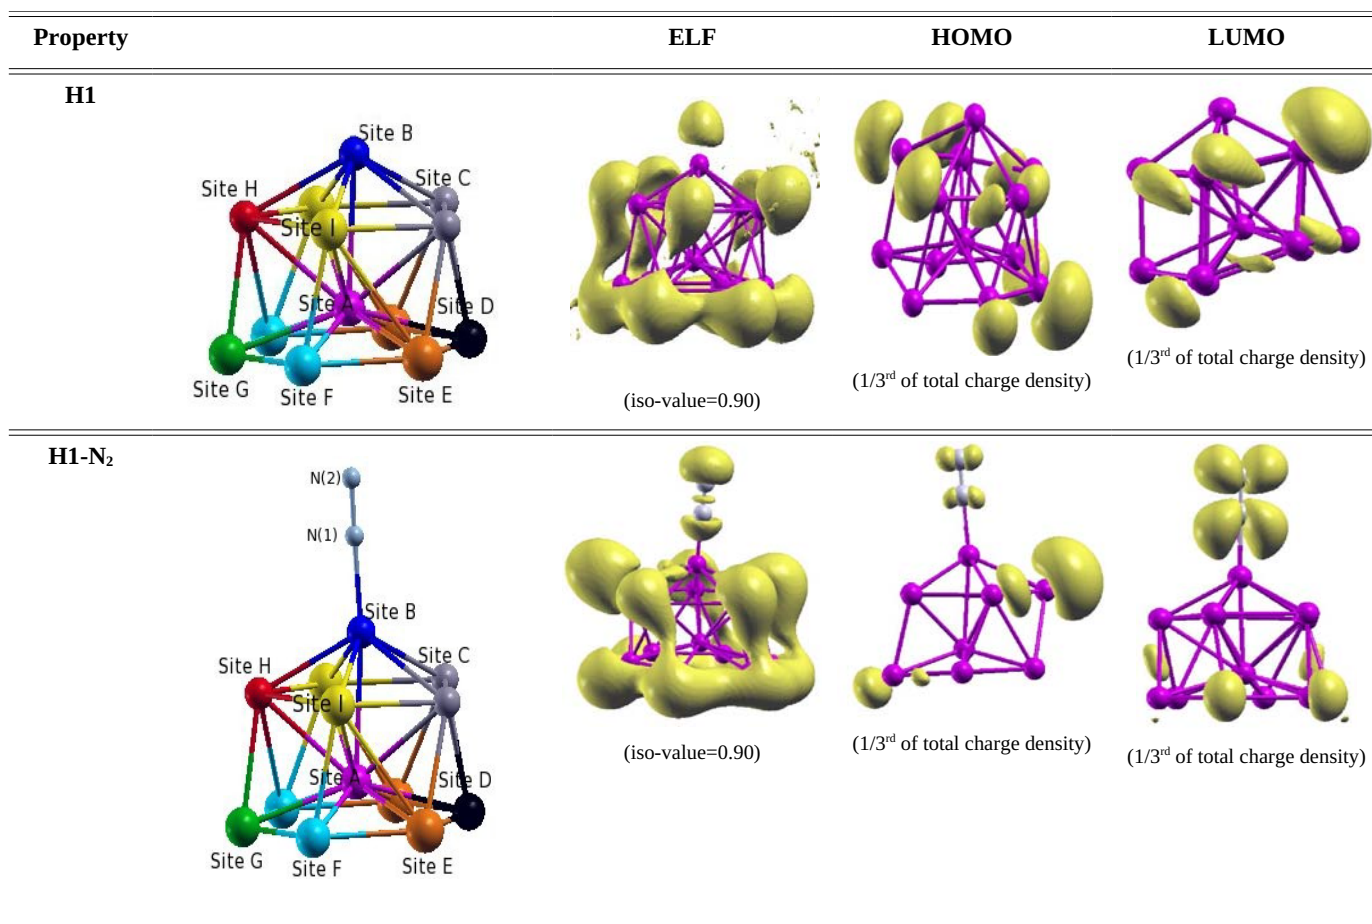 Property ELF HOMO LUMO
H1
Site B
Site C
Site H
Site I
Site A
Site D
Site G
Site F
Site E
(iso-value=0.90)
(1/3rd of total charge density)
(1/3rd of total charge density)
H1-N2
N(2)
N(1)
Site B
Site C
Site H
Site I
Site A
Site D
Site G
Site F
Site E
(iso-value=0.90)
(1/3rd of total charge density)
(1/3rd of total charge density)